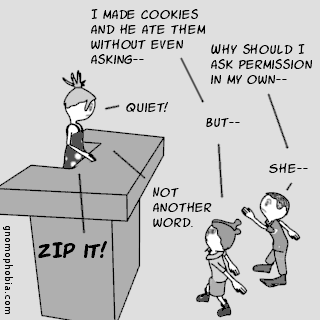 I MADE COOKIES
AND HE ATE THEM
WITHOUT EVEN
ASKING--
WHY SHOULD I
ASK PERMISSION
IN MY OWN--
QUIET!
BUT--
SHE--
NOT
ANOTHER
WORD.
ZIP IT!
gnomophobia.com